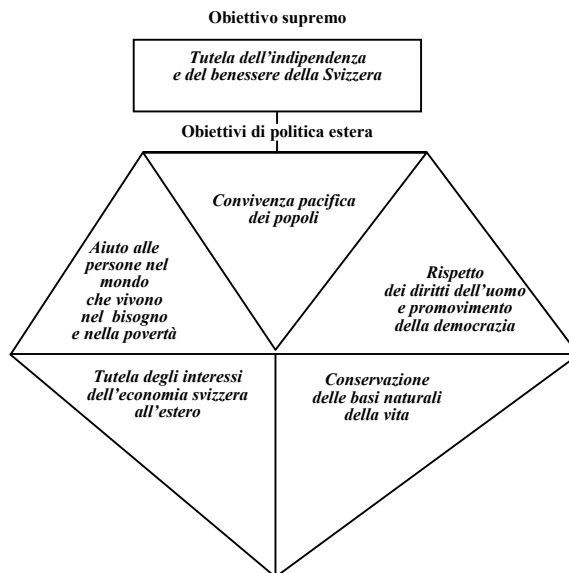 Obiettivo supremo
Tutela dell’indipendenza
e del benessere della Svizzera
Obiettivi di politica estera
Convivenza pacifica
dei popoli
Aiuto alle
persone nel
mondo
che vivono
nel bisogno
e nella povertà
Rispetto
dei diritti dell’uomo
e promovimento
della democrazia
Tutela degli interessi
dell’economia svizzera
all’estero
Conservazione
delle basi naturali
della vita